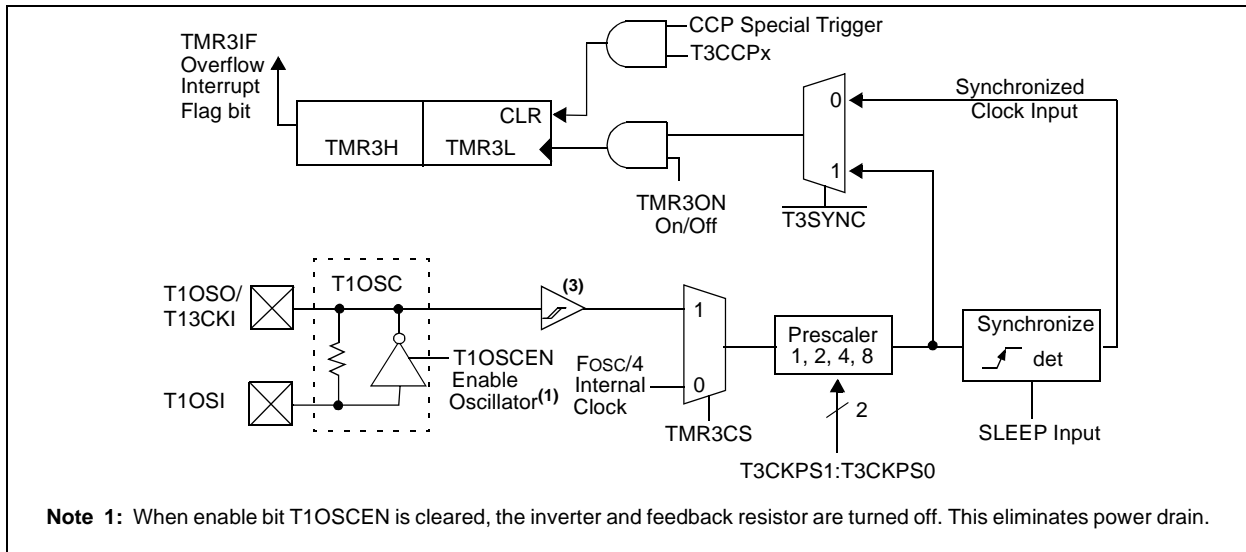 CCP Special Trigger
T3CCPx
TMR3IF
Overflow
Interrupt
Flag bit
CLR
TMR3H
TMR3L
TMR3ON
On/Off
0
1
T3SYNC
Synchronized
Clock Input
T1OSO/
T13CKI
T1OSI
T1OSC
T1OSCEN
Enable
Oscillator(1)
(3)
FOSC/4
Internal
Clock
1
0
TMR3CS
Prescaler
1, 2, 4, 8
2
T3CKPS1:T3CKPS0
Synchronize
det
SLEEP Input
Note 1: When enable bit T1OSCEN is cleared, the inverter and feedback resistor are turned off. This eliminates power drain.